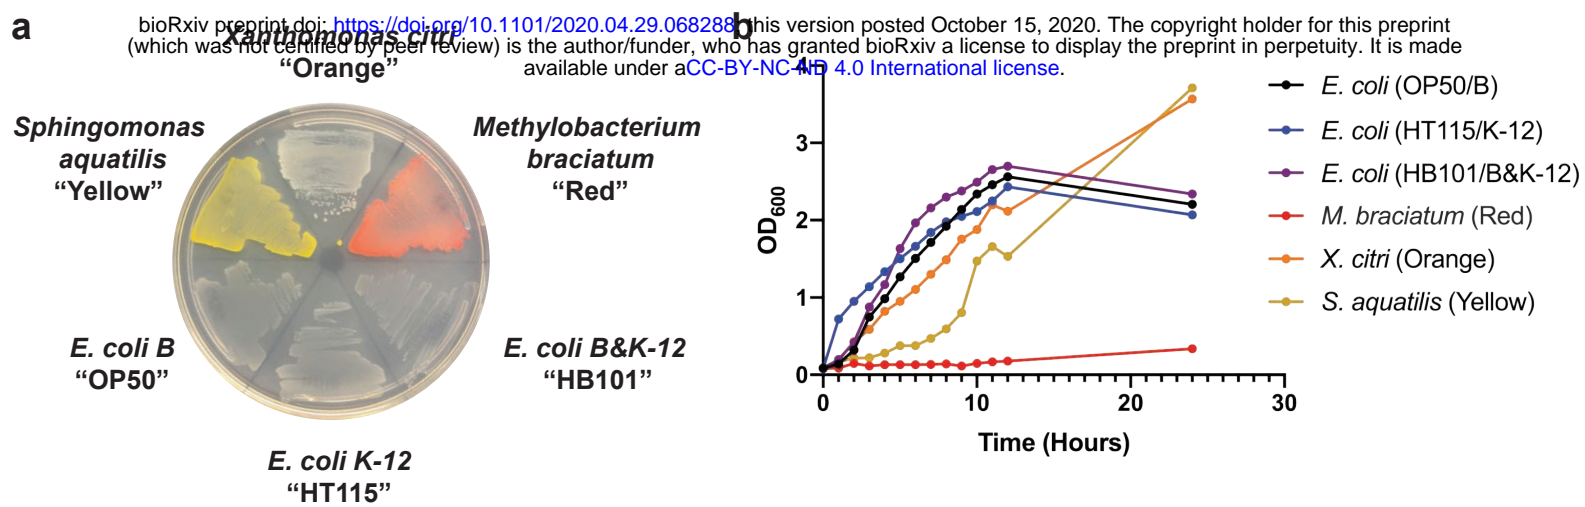 a
bioRxiv preprint doi: https://doi.org/10.1101/2020.04.29.068288; this version posted October 15, 2020. The copyright holder for this preprint
(which was not certified by peer review) is the author/funder, who has granted bioRxiv a license to display the preprint in perpetuity. It is made
available under aCC-BY-NC-ND 4.0 International license.
Xanthomonas citri
“Orange”
Sphingomonas
aquatilis
“Yellow”
Methylobacterium
braciatum
“Red”
E. coli B
“OP50”
E. coli B&K-12
“HB101”
E. coli K-12
“HT115”
b
OD600
4
3
2
1
0
0 10 20 30
Time (Hours)
E. coli (OP50/B)
E. coli (HT115/K-12)
E. coli (HB101/B&K-12)
M. braciatum (Red)
X. citri (Orange)
S. aquatilis (Yellow)